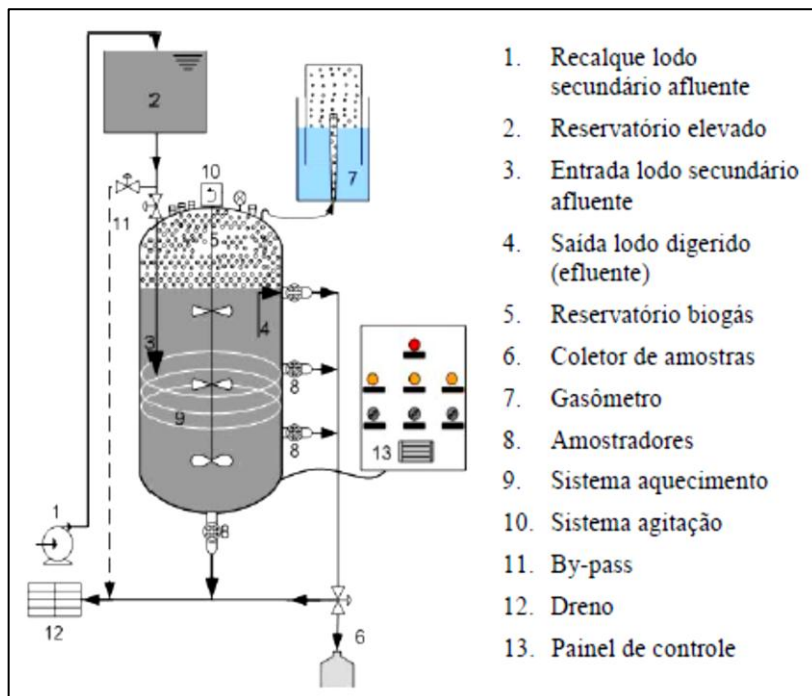 1. Recalque lodo
secundário afluente
2. Reservatório elevado
3. Entrada lodo secundário
afluente
4. Saída lodo digerido
(efluente)
5. Reservatório biogás
6. Coletor de amostras
7. Gasômetro
8. Amostradores
9. Sistema aquecimento
10. Sistema agitação
11. By-pass
12. Dreno
13. Painel de controle
2
10
7
11
5
3
4
8
9
8
13
1
8
12
6